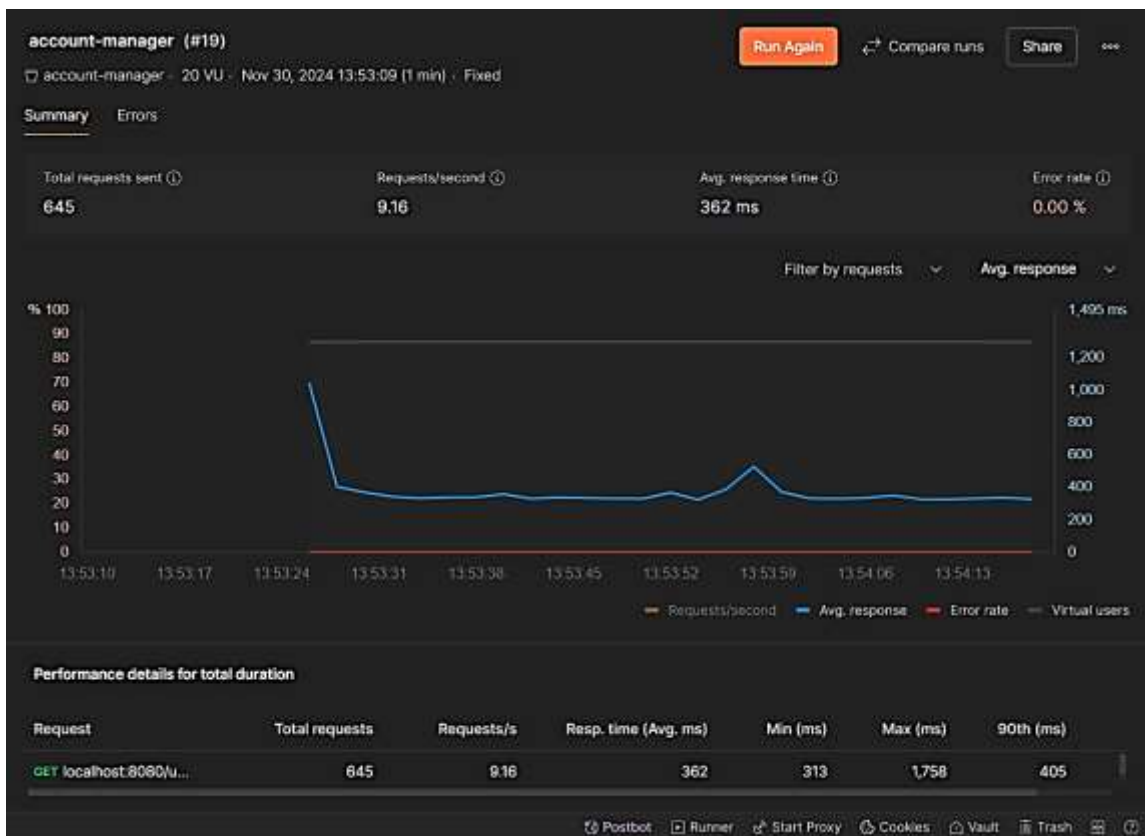 account-manager (#19)
Run Again
Compare runs
Share
account-manager · 20 VU · Nov 30, 2024 13:53:09 (1 min) · Fixed
Summary Errors
Total requests sent Requests/second Avg. response time Error rate
645 9.16 362 ms 0.00 %
Filter by requests Avg. response
% 100 1,495 ms
90
80 1,200
70 1,000
60
50 800
40 600
30 400
20 200
10
0 0
13:53:10 13:53:17 13:53:24 13:53:31 13:53:38 13:53:45 13:53:52 13:53:59 13:54:06 13:54:13
Requests/second Avg. response Error rate Virtual users
Performance details for total duration
Request Total requests Requests/s Resp. time (Avg. ms) Min (ms) Max (ms) 90th (ms)
GET localhost:8080/u... 645 9.16 362 313 1,758 405
Postbot Runner Start Proxy Cookies Vault Trash